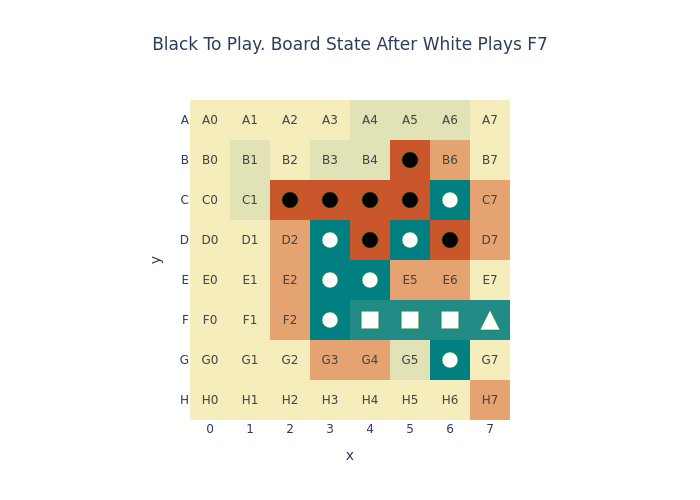 Black To Play. Board State After White Plays F7
A A0 A1 A2 A3 A4 A5 A6 A7
B B0 B1 B2 B3 B4 B6 B7
C C0 C1 C7
D D0 D1 D2 D7
E E0 E1 E2 E5 E6 E7
F F0 F1 F2
G G0 G1 G2 G3 G4 G5 G7
H H0 H1 H2 H3 H4 H5 H6 H7
0 1 2 3 4 5 6 7
x
y